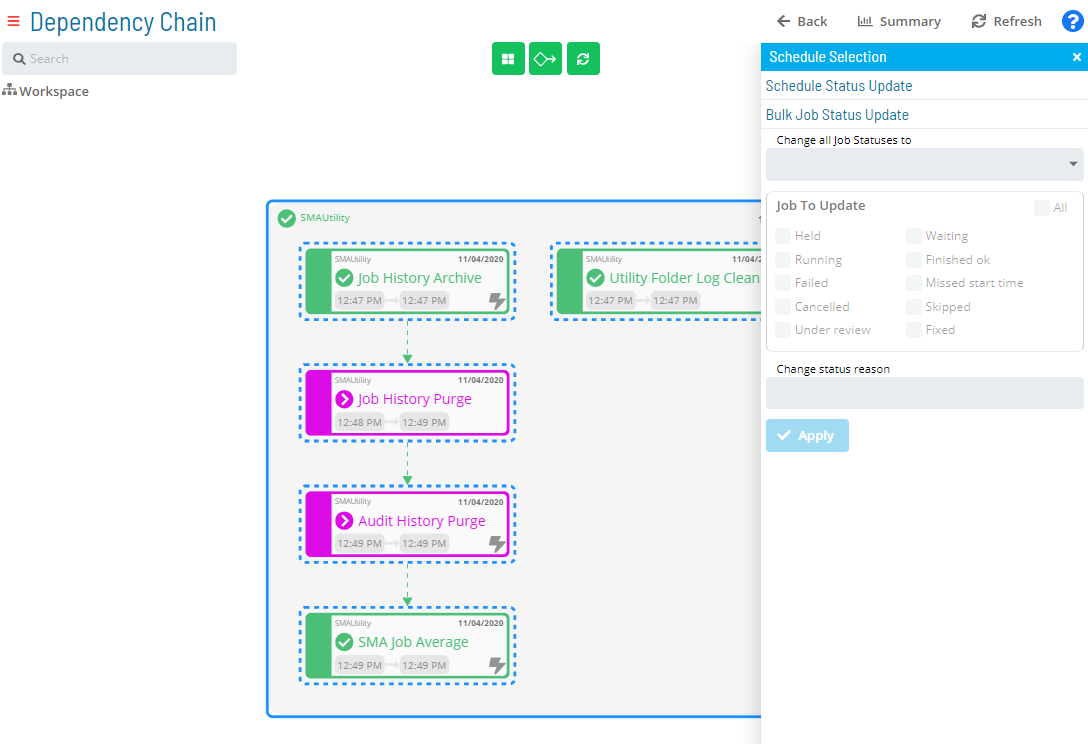 Dependency Chain
Back
Summary
Refresh
?
Search
Workspace
SMAUtility
SMAUtility 11/04/2020
Job History Archive
12:47 PM 12:47 PM
SMAUtility
Utility Folder Log Clean
12:47 PM 12:47 PM
SMAUtility 11/04/2020
Job History Purge
12:48 PM 12:49 PM
SMAUtility 11/04/2020
Audit History Purge
12:49 PM 12:49 PM
SMAUtility 11/04/2020
SMA Job Average
12:49 PM 12:49 PM
Schedule Selection
Schedule Status Update
Bulk Job Status Update
Change all Job Statuses to
Job To Update
All
Held Waiting
Running Finished ok
Failed Missed start time
Cancelled Skipped
Under review Fixed
Change status reason
Apply